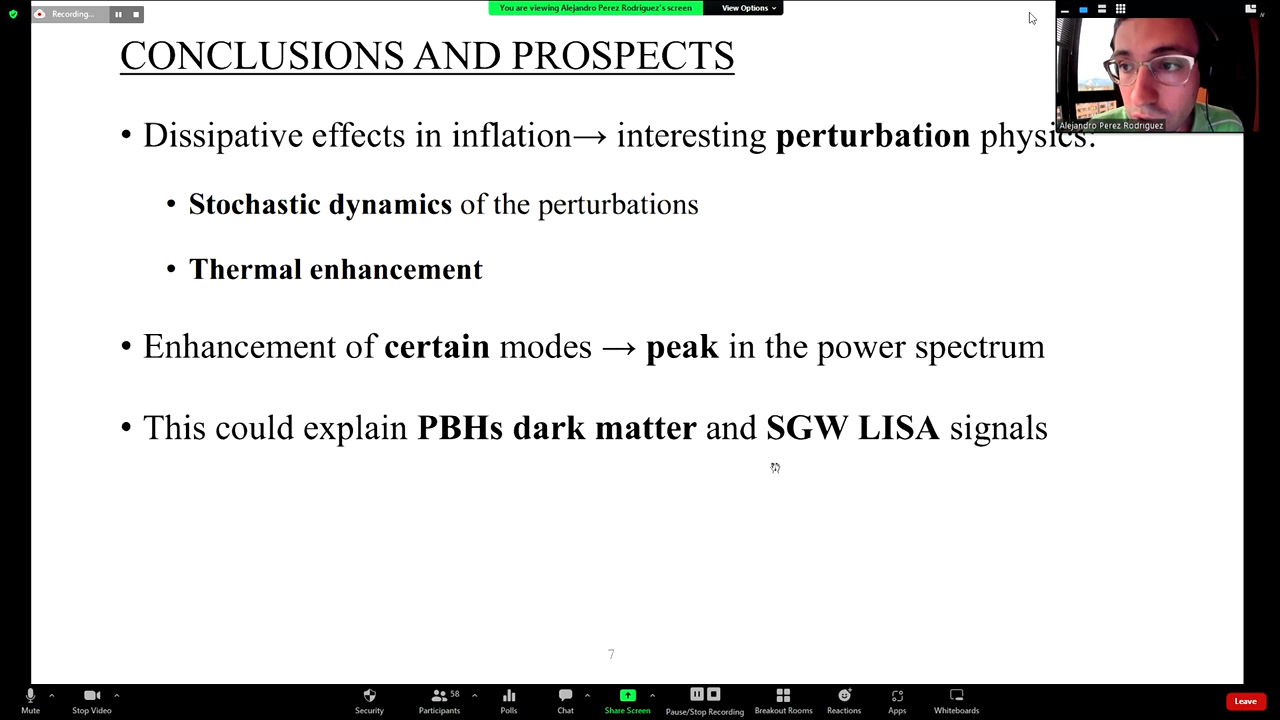 Recording...
You are viewing Alejandro Perez Rodriguez's screen
View Options
CONCLUSIONS AND PROSPECTS
Alejandro Perez Rodriguez
• Dissipative effects in inflation→ interesting perturbation physics:
• Stochastic dynamics of the perturbations
• Thermal enhancement
• Enhancement of certain modes → peak in the power spectrum
• This could explain PBHs dark matter and SGW LISA signals
7
Mute
Stop Video
Security
58
Participants
Polls
Chat
Share Screen
Pause/Stop Recording
Breakout Rooms
Reactions
Apps
Whiteboards
Leave